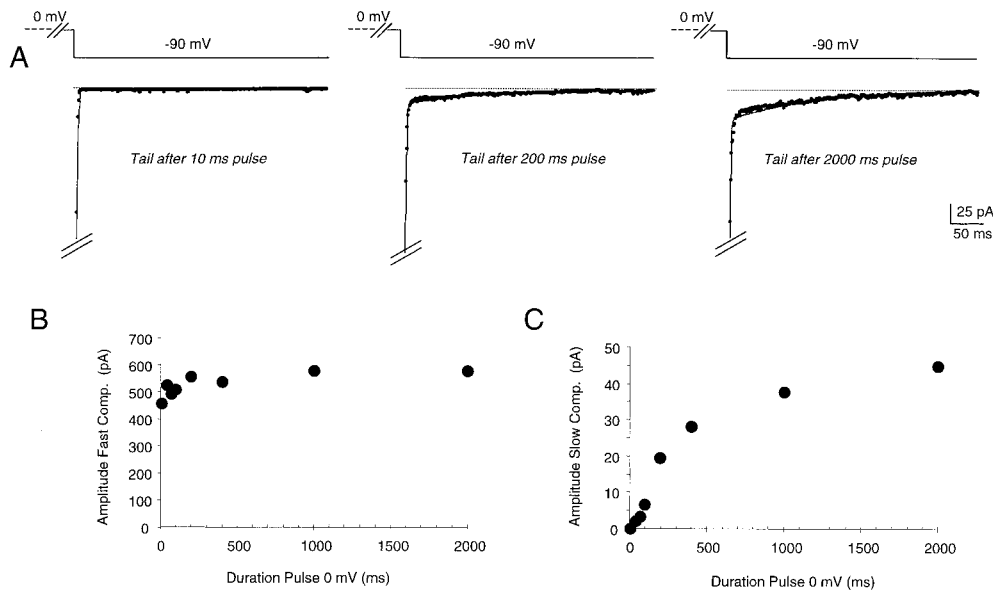 0 mV
0 mV
0 mV
A
-90 mV
-90 mV
-90 mV
Tail after 10 ms pulse
Tail after 200 ms pulse
Tail after 2000 ms pulse
25 pA
50 ms
B
Amplitude Fast Comp. (pA)
700
600
500
400
300
200
100
0
0
500
1000
1500
2000
Duration Pulse 0 mV (ms)
C
Amplitude Slow Comp. (pA)
50
40
30
20
10
0
0
500
1000
1500
2000
Duration Pulse 0 mV (ms)